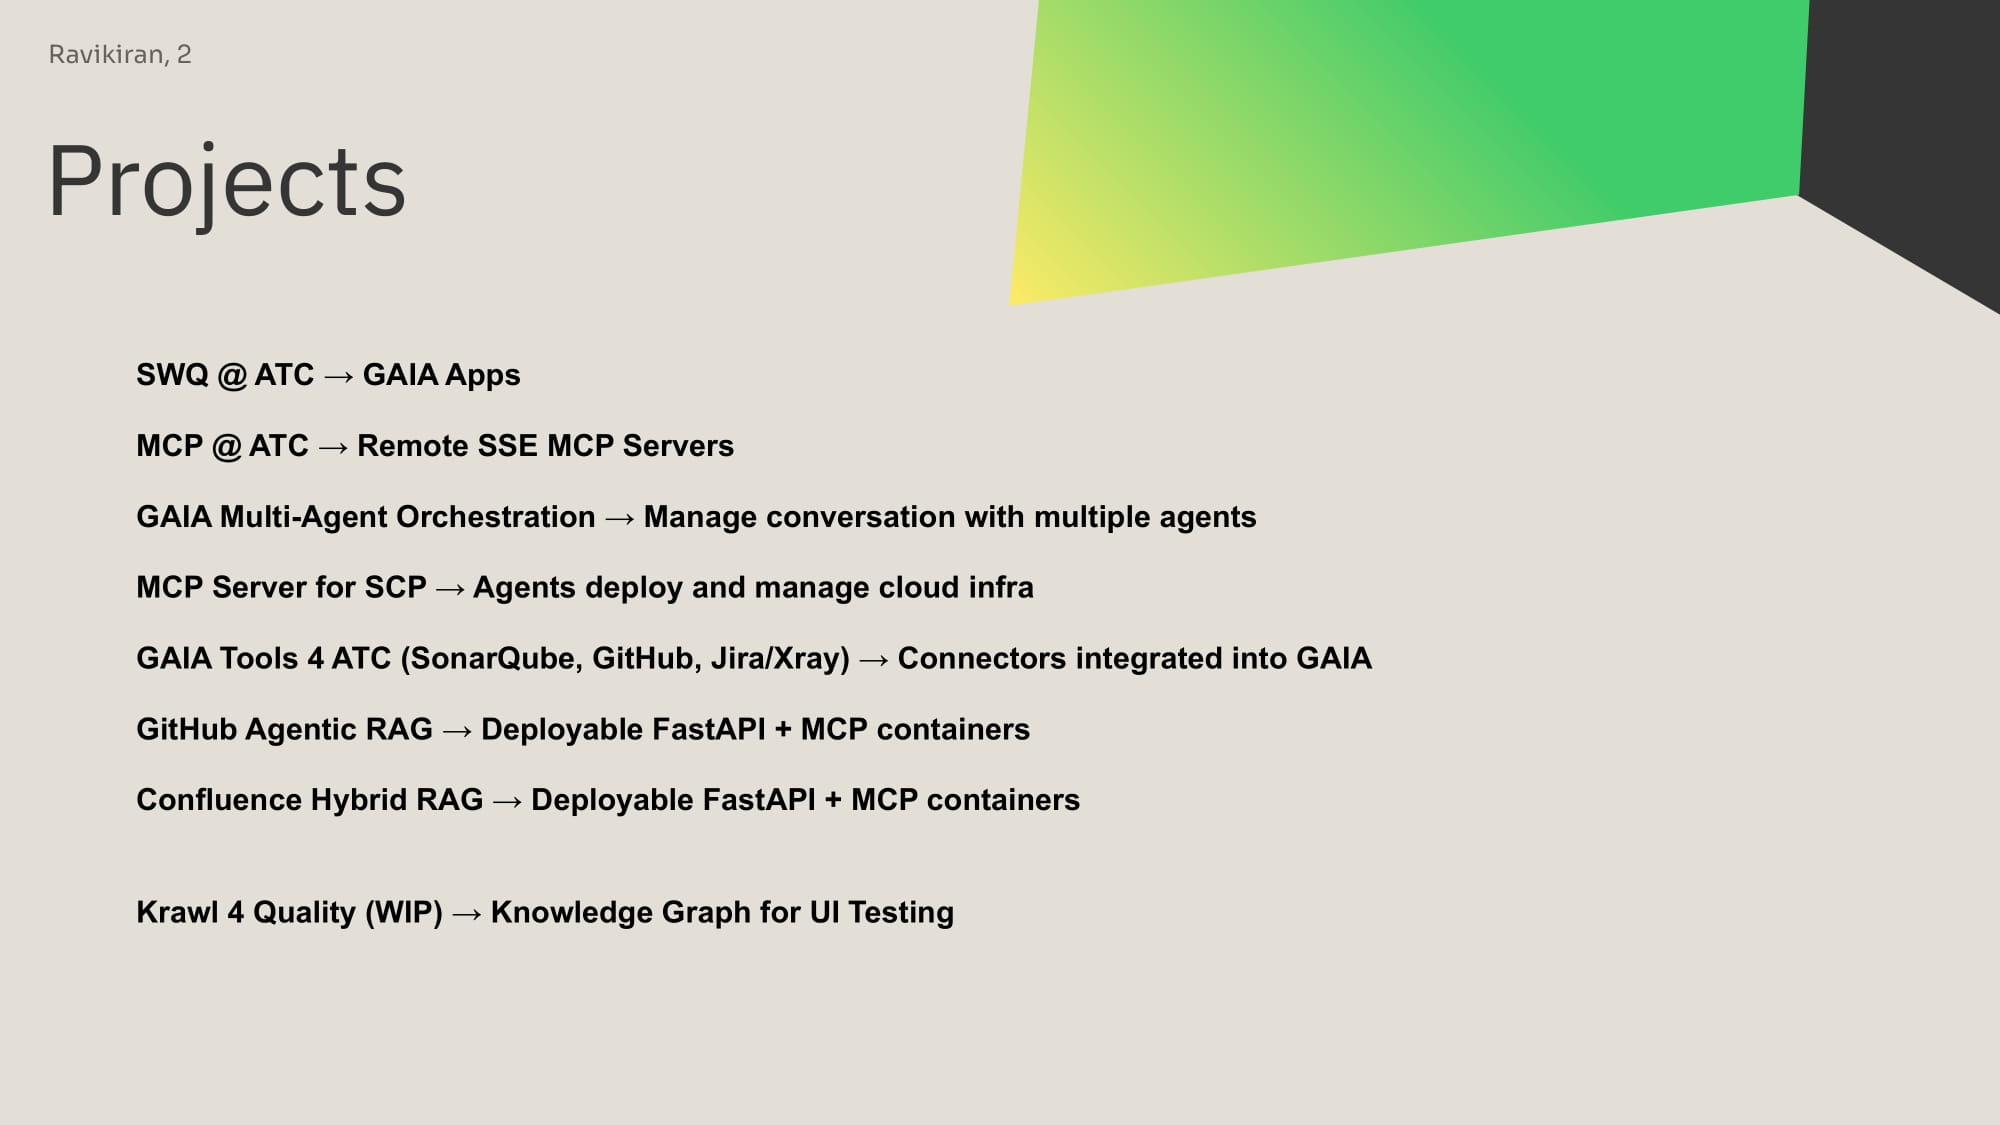 Ravikiran, 2
Projects
SWQ @ ATC → GAIA Apps
MCP @ ATC → Remote SSE MCP Servers
GAIA Multi-Agent Orchestration → Manage conversation with multiple agents
MCP Server for SCP → Agents deploy and manage cloud infra
GAIA Tools 4 ATC (SonarQube, GitHub, Jira/Xray) → Connectors integrated into GAIA
GitHub Agentic RAG → Deployable FastAPI + MCP containers
Confluence Hybrid RAG → Deployable FastAPI + MCP containers
Krawl 4 Quality (WIP) → Knowledge Graph for UI Testing